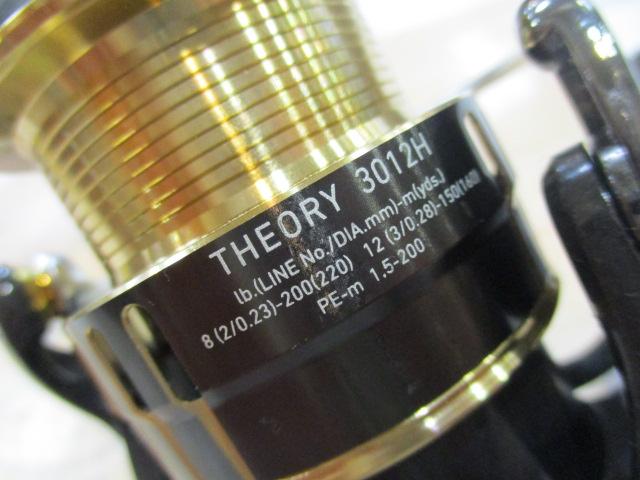 THEORY 3012H
lb.(LINE No./DIA.mm)-m(yds.)
8(2/0.23)-200(220) 12(3/0.28)-150(160)
PE-m 1.5-200